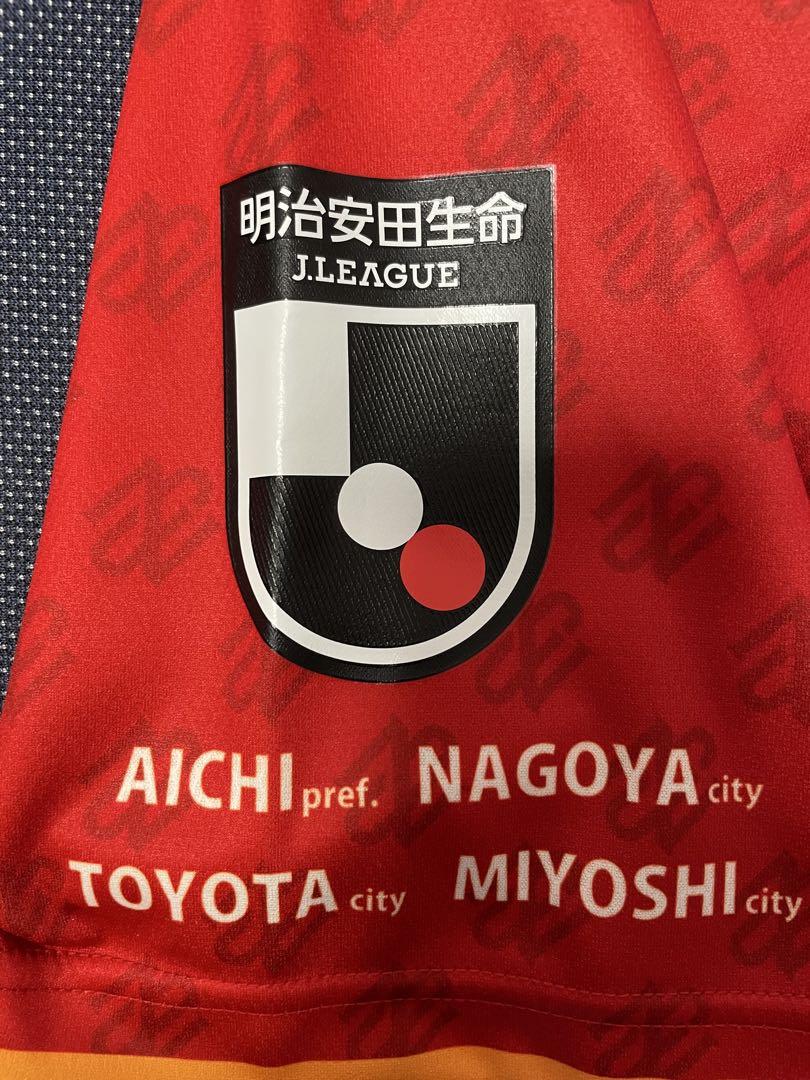 明治安田生命
J.LEAGUE
AICHI pref. NAGOYA city
TOYOTA city MIYOSHI city